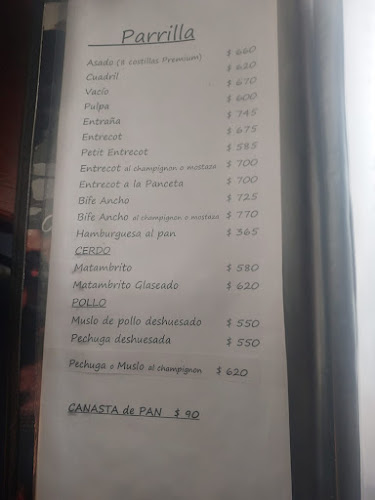 Parrilla
Asado (8 costillas Premium) $ 660
Cuadril $ 620
Vacío $ 670
Pulpa $ 600
Entraña $ 745
Entrecot $ 675
Petit Entrecot $ 585
Entrecot al champignon o mostaza $ 700
Entrecot a la Panceta $ 700
Bife Ancho $ 725
Bife Ancho al champignon o mostaza $ 770
Hamburguesa al pan $ 365
CERDO
Matambrito $ 580
Matambrito Glaseado $ 620
POLLO
Muslo de pollo deshuesado $ 550
Pechuga deshuesada $ 550
Pechuga o Muslo al champignon $ 620
CANASTA de PAN $ 90